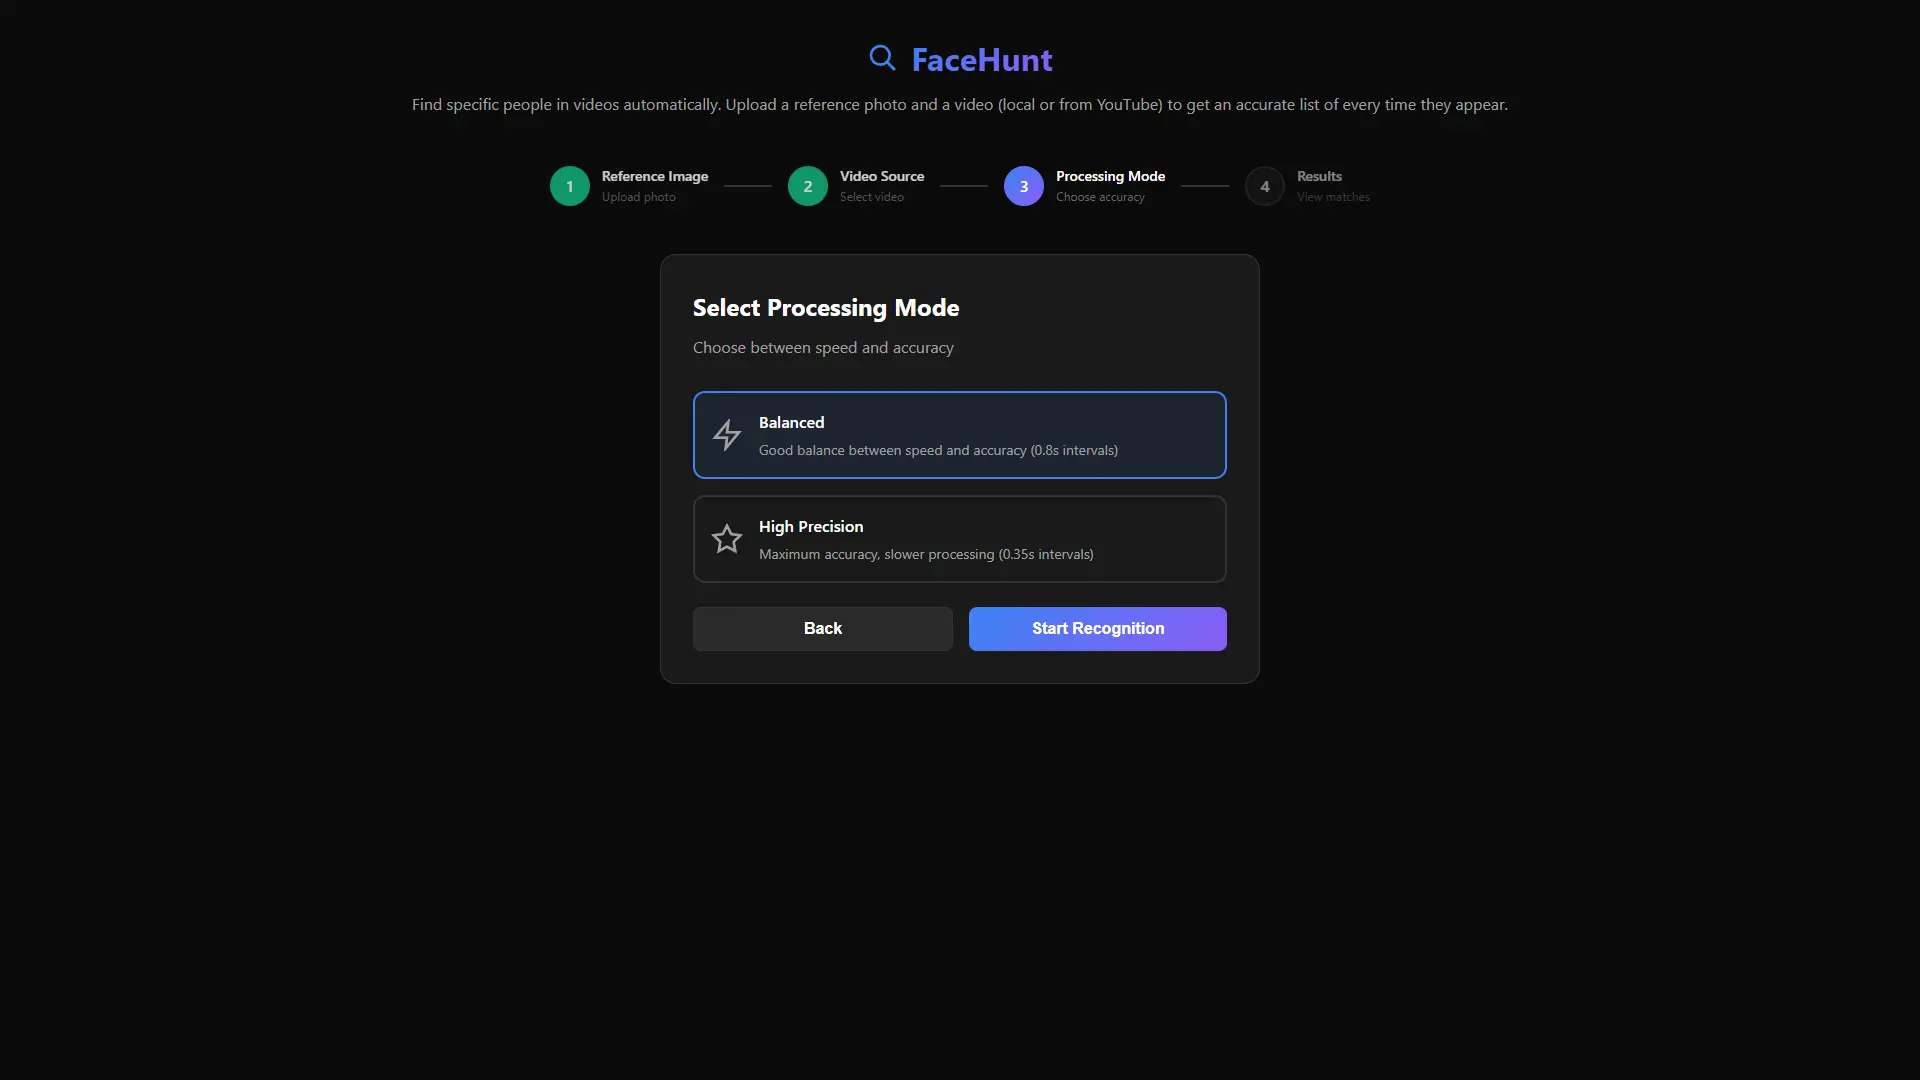 FaceHunt
Find specific people in videos automatically. Upload a reference photo and a video (local or from YouTube) to get an accurate list of every time they appear.
1
Reference Image
Upload photo
2
Video Source
Select video
3
Processing Mode
Choose accuracy
4
Results
View matches
Select Processing Mode
Choose between speed and accuracy
Balanced
Good balance between speed and accuracy (0.8s intervals)
High Precision
Maximum accuracy, slower processing (0.35s intervals)
Back
Start Recognition